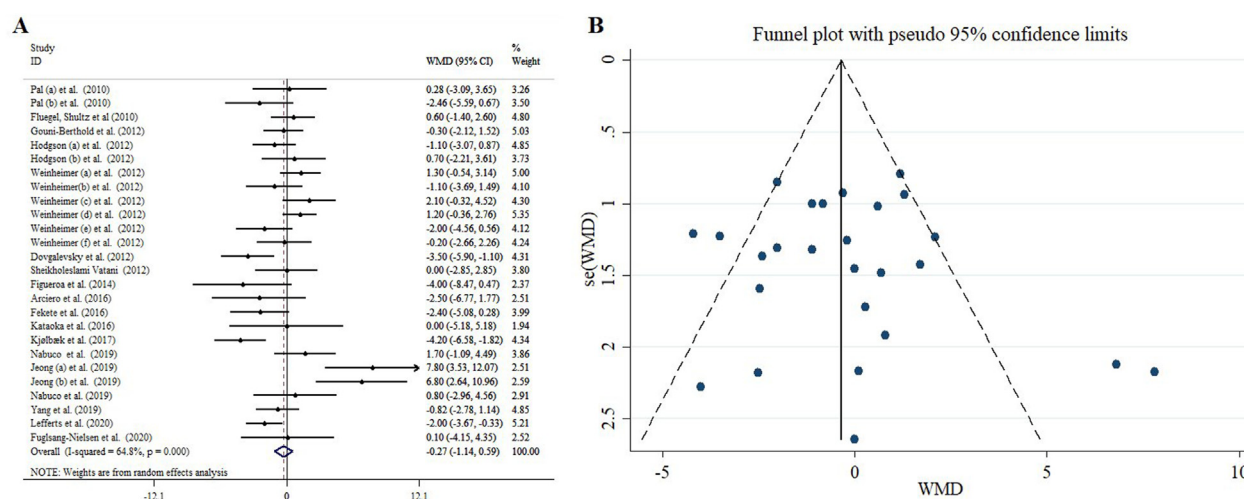 A
Study
ID
WMD (95% CI)
%
Weight
Pal (a) et al. (2010) 0.28 (-3.09, 3.65) 3.26
Pal (b) et al. (2010) -2.46 (-5.59, 0.67) 3.50
Fluegel, Shultz et al (2010) 0.60 (-1.40, 2.60) 4.80
Gouni-Berthold et al. (2012) -0.30 (-2.12, 1.52) 5.03
Hodgson (a) et al. (2012) -1.10 (-3.07, 0.87) 4.85
Hodgson (b) et al. (2012) 0.70 (-2.21, 3.61) 3.73
Weinheimer (a) et al. (2012) 1.30 (-0.54, 3.14) 5.00
Weinheimer(b) et al. (2012) -1.10 (-3.69, 1.49) 4.10
Weinheimer (c) et al. (2012) 2.10 (-0.32, 4.52) 4.30
Weinheimer (d) et al. (2012) 1.20 (-0.36, 2.76) 5.35
Weinheimer (e) et al. (2012) -2.00 (-4.56, 0.56) 4.12
Weinheimer (f) et al. (2012) -0.20 (-2.66, 2.26) 4.24
Dovgalevsky et al. (2012) -3.50 (-5.90, -1.10) 4.31
Sheikholeslami Vatani (2012) 0.00 (-2.85, 2.85) 3.80
Figueroa et al. (2014) -4.00 (-8.47, 0.47) 2.37
Arciero et al. 2016) -2.50 (-6.77, 1.77) 2.51
Fekete et al. (2016) -2.40 (-5.08, 0.28) 3.99
Kataoka et al. (2016) 0.00 (-5.18, 5.18) 1.94
Kjølbæk et al. (2017) -4.20 (-6.58, -1.82) 4.34
Nabuco et al. (2019) 1.70 (-1.09, 4.49) 3.86
Jeong (a) et al. (2019) 7.80 (3.53, 12.07) 2.51
Jeong (b) et al. (2019) 6.80 (2.64, 10.96) 2.59
Nabuco et al. (2019) 0.80 (-2.96, 4.56) 2.91
Yang et al. (2019) -0.82 (-2.78, 1.14) 4.85
Lefferts et al. (2020) -2.00 (-3.67, -0.33) 5.21
Fuglsang-Nielsen et al. (2020) 0.10 (-4.15, 4.35) 2.52
Overall (I-squared = 64.8%, p = 0.000) -0.27 (-1.14, 0.59) 100.00
NOTE: Weights are from random effects analysis
-12.1 0 12.1
B
Funnel plot with pseudo 95% confidence limits
se(WMD)
0
.5
1
1.5
2
2.5
-5 0 5 10
WMD